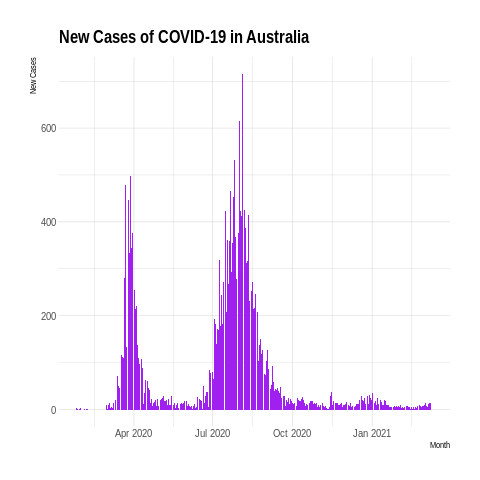 New Cases of COVID-19 in Australia
New Cases
600
400
200
0
Apr 2020 Jul 2020 Oct 2020 Jan 2021
Month